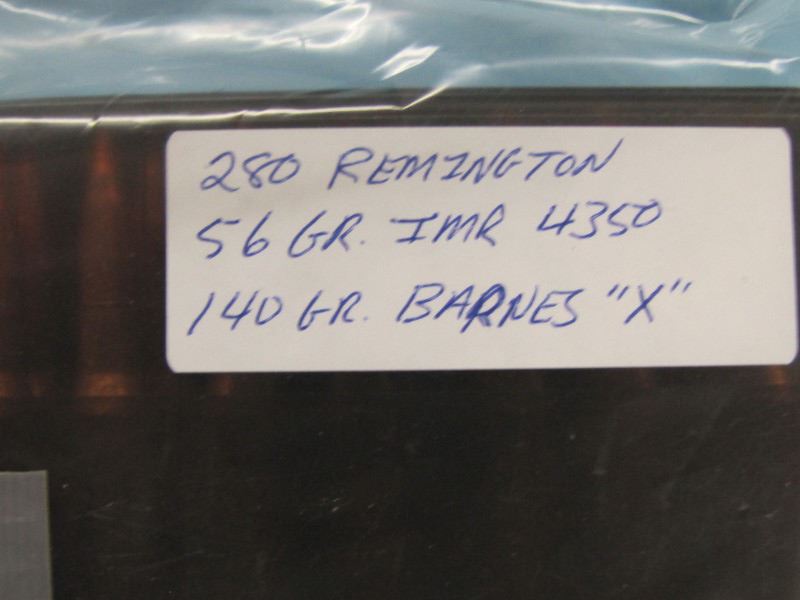 280 REMINGTON
56 GR. IMR 4350
140 GR. BARNES "X"